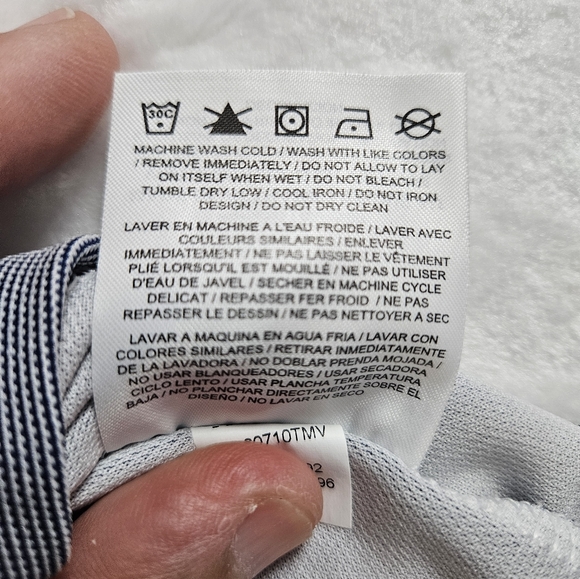 30C
MACHINE WASH COLD / WASH WITH LIKE COLORS
/ REMOVE IMMEDIATELY / DO NOT ALLOW TO LAY
ON ITSELF WHEN WET / DO NOT BLEACH /
TUMBLE DRY LOW / COOL IRON / DO NOT IRON
DESIGN / DO NOT DRY CLEAN
LAVER EN MACHINE A L'EAU FROIDE / LAVER AVEC
COULEURS SIMILAIRES / ENLEVER
IMMÉDIATEMENT / NE PAS LAISSER LE VÊTEMENT
PLIÉ LORSQU'IL EST MOUILLÉ / NE PAS UTILISER
D'EAU DE JAVEL / SECHER EN MACHINE CYCLE
DELICAT / REPASSER FER FROID / NE PAS
REPASSER LE DESSIN / NE PAS NETTOYER A SEC
LAVAR A MAQUINA EN AGUA FRIA / LAVAR CON
COLORES SIMILARES / RETIRAR INMEDIATAMENTE
DE LA LAVADORA / NO DOBLAR PRENDA MOJADA /
NO USAR BLANQUEADORES / USAR SECADORA
CICLO LENTO / USAR PLANCHA TEMPERATURA
BAJA / NO PLANCHAR DIRECTAMENTE SOBRE EL
DISEÑO / NO LAVAR EN SECO
0710TMV
02
96